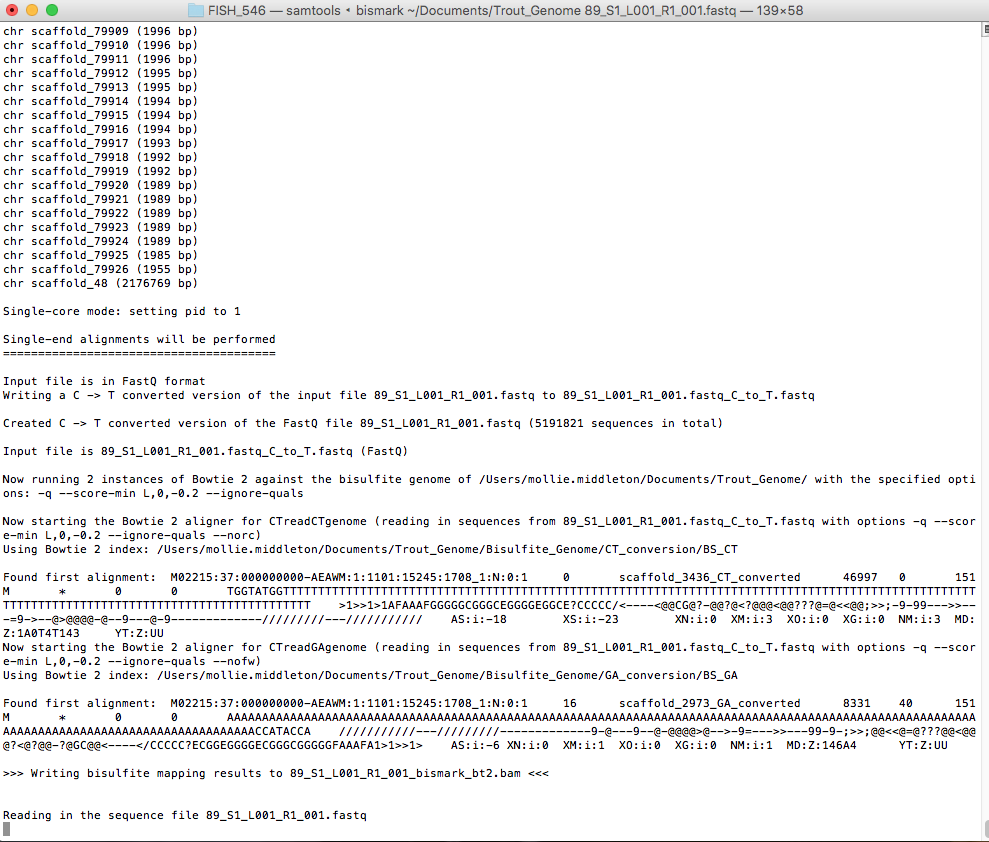 FISH_546 — samtools • bismark ~/Documents/Trout_Genome 89_S1_L001_R1_001.fastq — 139×58
chr scaffold_79909 (1996 bp)
chr scaffold_79910 (1996 bp)
chr scaffold_79911 (1996 bp)
chr scaffold_79912 (1995 bp)
chr scaffold_79913 (1995 bp)
chr scaffold_79914 (1994 bp)
chr scaffold_79915 (1994 bp)
chr scaffold_79916 (1994 bp)
chr scaffold_79917 (1993 bp)
chr scaffold_79918 (1992 bp)
chr scaffold_79919 (1992 bp)
chr scaffold_79920 (1989 bp)
chr scaffold_79921 (1989 bp)
chr scaffold_79922 (1989 bp)
chr scaffold_79923 (1989 bp)
chr scaffold_79924 (1989 bp)
chr scaffold_79925 (1985 bp)
chr scaffold_79926 (1955 bp)
chr scaffold_48 (2176769 bp)
Single-core mode: setting pid to 1
Single-end alignments will be performed
=======================================
Input file is in FastQ format
Writing a C -> T converted version of the input file 89_S1_L001_R1_001.fastq to 89_S1_L001_R1_001.fastq_C_to_T.fastq
Created C -> T converted version of the FastQ file 89_S1_L001_R1_001.fastq (5191821 sequences in total)
Input file is 89_S1_L001_R1_001.fastq_C_to_T.fastq (FastQ)
Now running 2 instances of Bowtie 2 against the bisulfite genome of /Users/mollie.middleton/Documents/Trout_Genome/ with the specified opti
ons: -q --score-min L,0,-0.2 --ignore-quals
Now starting the Bowtie 2 aligner for CTreadCTgenome (reading in sequences from 89_S1_L001_R1_001.fastq_C_to_T.fastq with options -q --scor
e-min L,0,-0.2 --ignore-quals --norc)
Using Bowtie 2 index: /Users/mollie.middleton/Documents/Trout_Genome/Bisulfite_Genome/CT_conversion/BS_CT
Found first alignment: M02215:37:000000000-AEAWM:1:1101:15245:1708_1:N:0:1 0 scaffold_3436_CT_converted 46997 0 151
M * 0 0 TGGTATGGTTTTTTTTTTTTTTTTTTTTTTTTTTTTTTTTTTTTTTTTTTTTTTTTTTTTTTTTTTTTTTTTTTTTTTTTTTTTTTTTTTTTTTTTTTTTTTT
TTTTTTTTTTTTTTTTTTTTTTTTTTTTTTTTTTTTTTTTTTTT >1>>1>1AFAAAFGGGGGCGGGCEGGGGEGGCE?CCCCC/<----<@@CG@?-@@?@<?@@@<@@???@=@<<@@;>>;-9-99--->>--
-=9->--@>@@@@-@--9---@-9-------------/////////---/////////// AS:i:-18 XS:i:-23 XN:i:0 XM:i:3 XO:i:0 XG:i:0 NM:i:3 MD:
Z:1A0T4T143 YT:Z:UU
Now starting the Bowtie 2 aligner for CTreadGAgenome (reading in sequences from 89_S1_L001_R1_001.fastq_C_to_T.fastq with options -q --scor
e-min L,0,-0.2 --ignore-quals --nofw)
Using Bowtie 2 index: /Users/mollie.middleton/Documents/Trout_Genome/Bisulfite_Genome/GA_conversion/BS_GA
Found first alignment: M02215:37:000000000-AEAWM:1:1101:15245:1708_1:N:0:1 16 scaffold_2973_GA_converted 8331 40 151
M * 0 0 AAAAAAAAAAAAAAAAAAAAAAAAAAAAAAAAAAAAAAAAAAAAAAAAAAAAAAAAAAAAAAAAAAAAAAAAAAAAAAAAAAAAAAAAAAAAAAAAAAAAAAA
AAAAAAAAAAAAAAAAAAAAAAAAAAAAAAAAAAAACCATACCA ///////////---/////////-------------9-@---9--@-@@@@>@--->--9=--->>---99-9-;>>;@@<<@=@???@@<@@
@?<@?@@-?@GC@@<----</CCCCC?ECGGEGGGGECGGGCGGGGGFAAAFA1>1>>1> AS:i:-6 XN:i:0 XM:i:1 XO:i:0 XG:i:0 NM:i:1 MD:Z:146A4 YT:Z:UU
>>> Writing bisulfite mapping results to 89_S1_L001_R1_001_bismark_bt2.bam <<<
Reading in the sequence file 89_S1_L001_R1_001.fastq